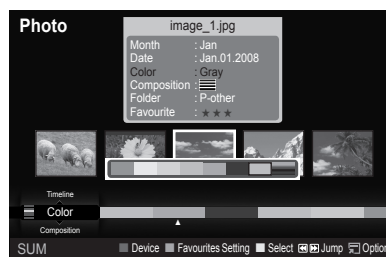 Photo
image_1.jpg
Month : Jan
Date : Jan.01.2008
Color : Gray
Composition :
Folder : P-other
Favourite : ★ ★ ★
Timeline
Color
Composition
SUM Device Favourites Setting Select Jump Option